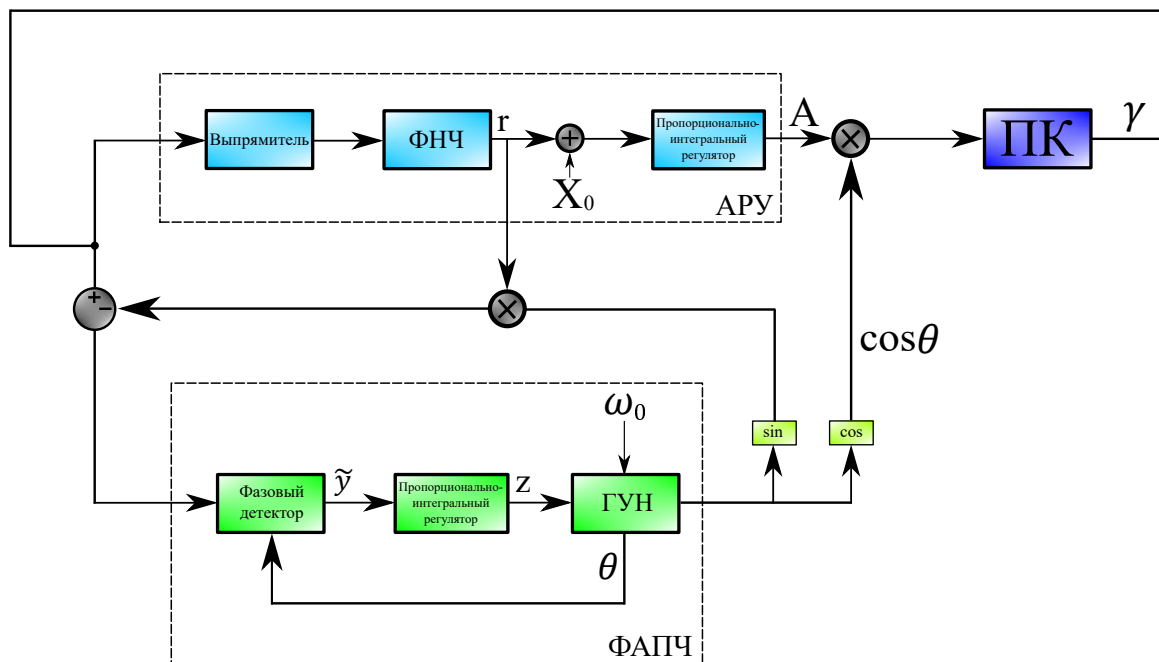 Выпрямитель
ФНЧ
r
+
X₀
Пропорционально-
интегральный
регулятор
АРУ
A
×
ПК
γ
+
−
×
cosθ
sin
cos
ω₀
Фазовый
детектор
ỹ
Пропорционально-
интегральный
регулятор
z
ГУН
θ
ФАПЧ